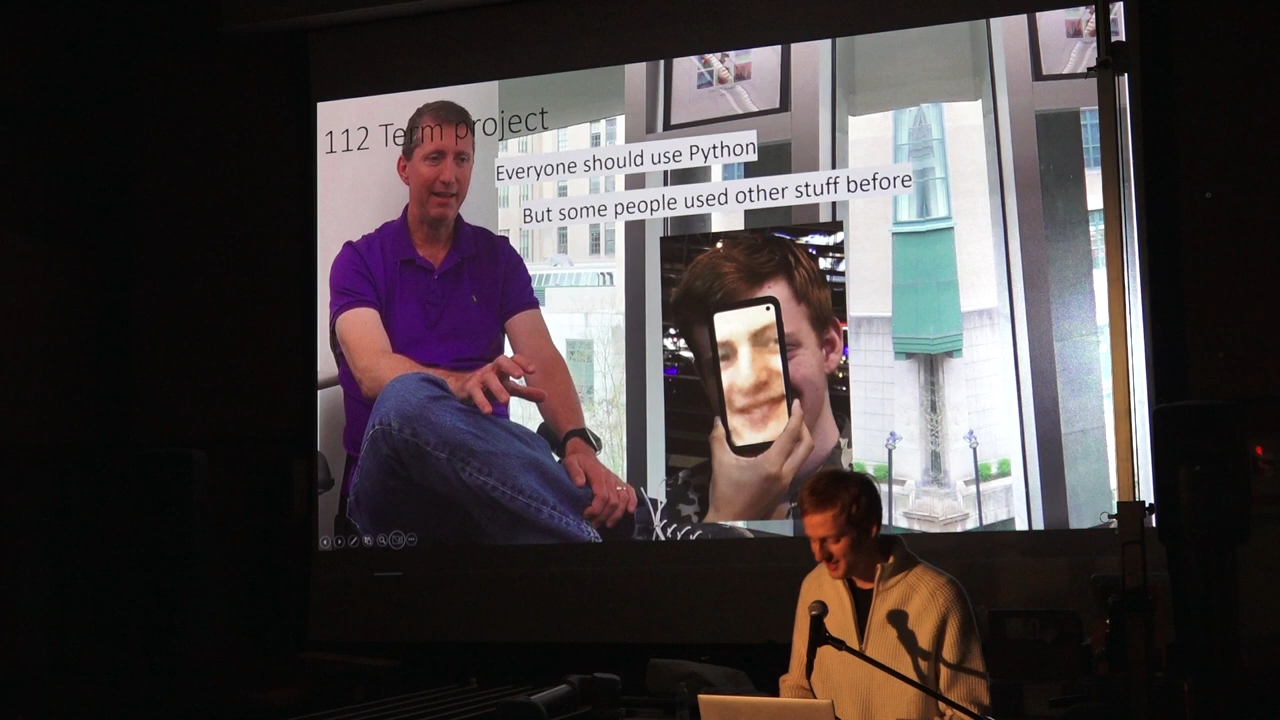 112 Term project
Everyone should use Python
But some people used other stuff before